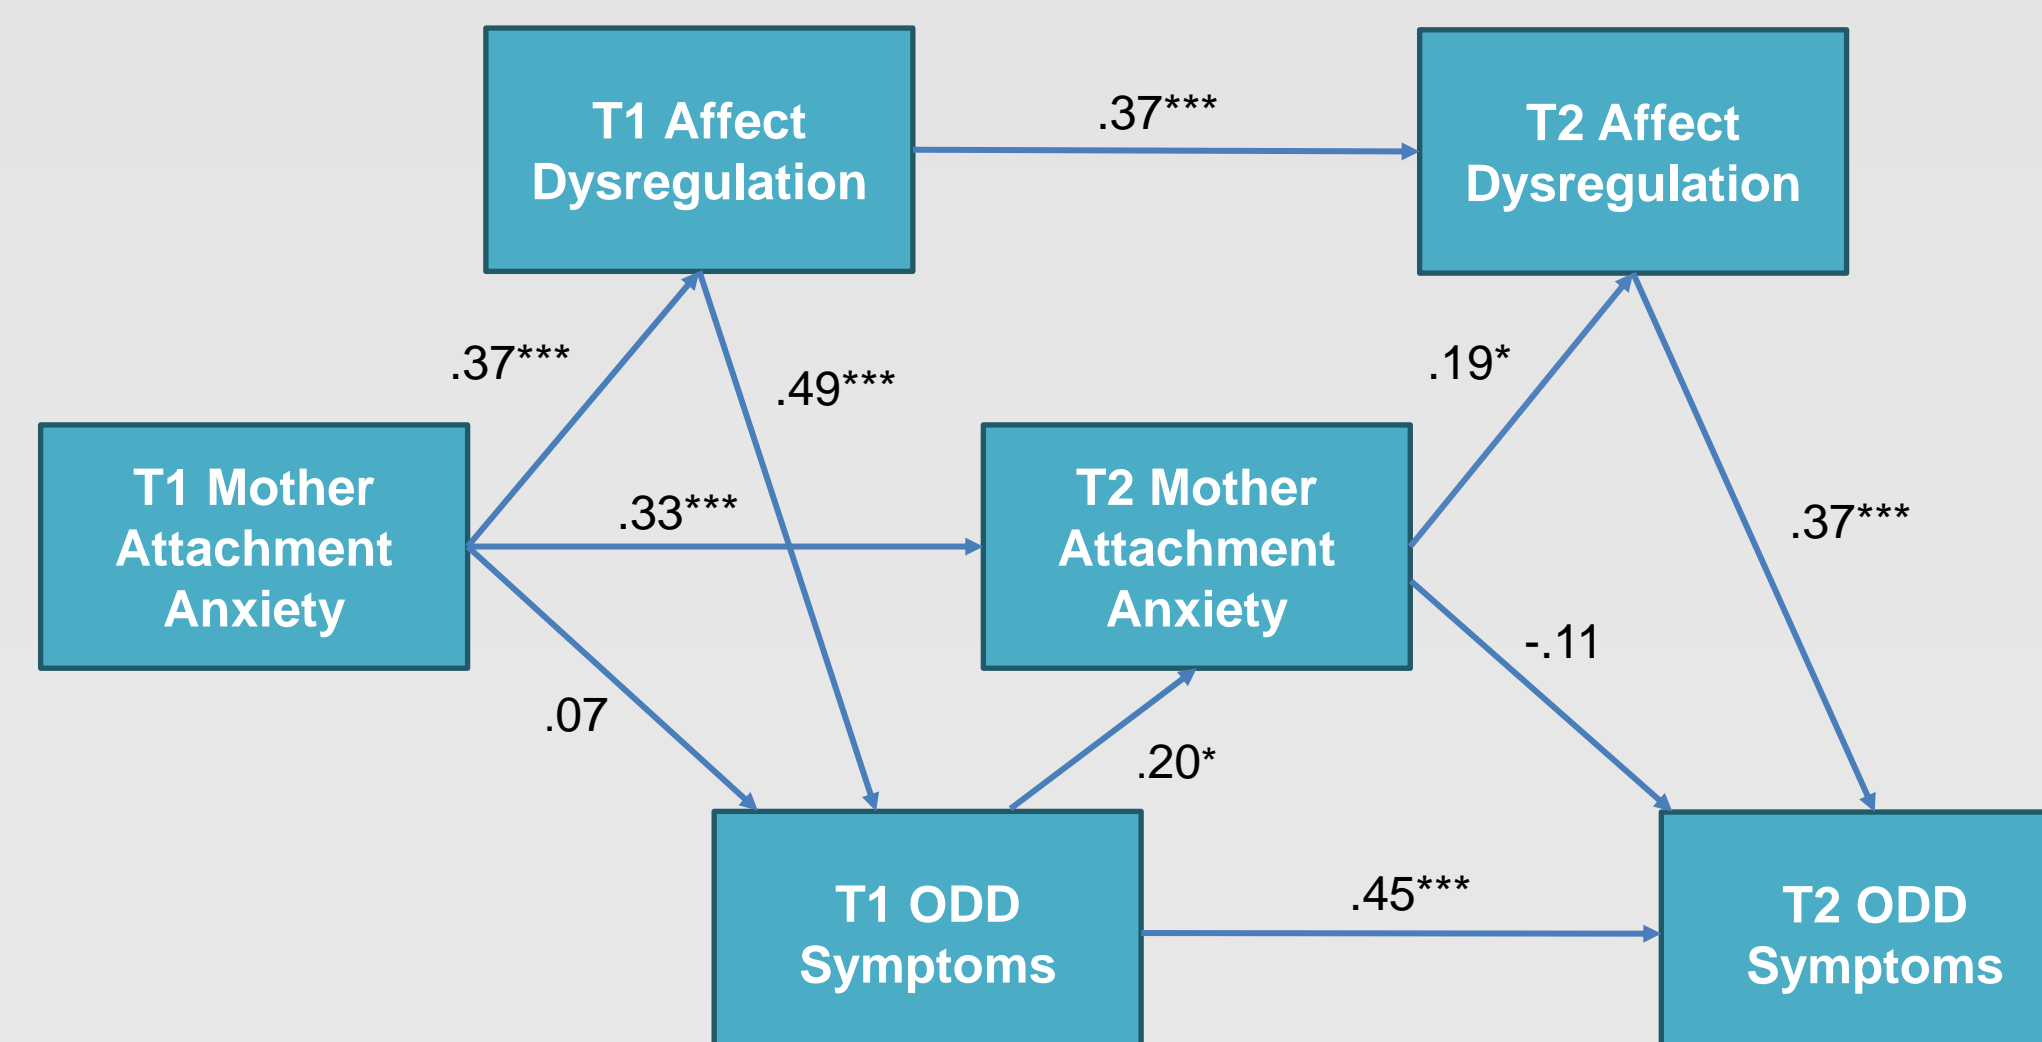 T1 Affect
Dysregulation
.37***
T2 Affect
Dysregulation
.37***
.49***
.19*
T1 Mother
Attachment
Anxiety
.33***
T2 Mother
Attachment
Anxiety
.37***
-.11
.07
.20*
T1 ODD
Symptoms
.45***
T2 ODD
Symptoms